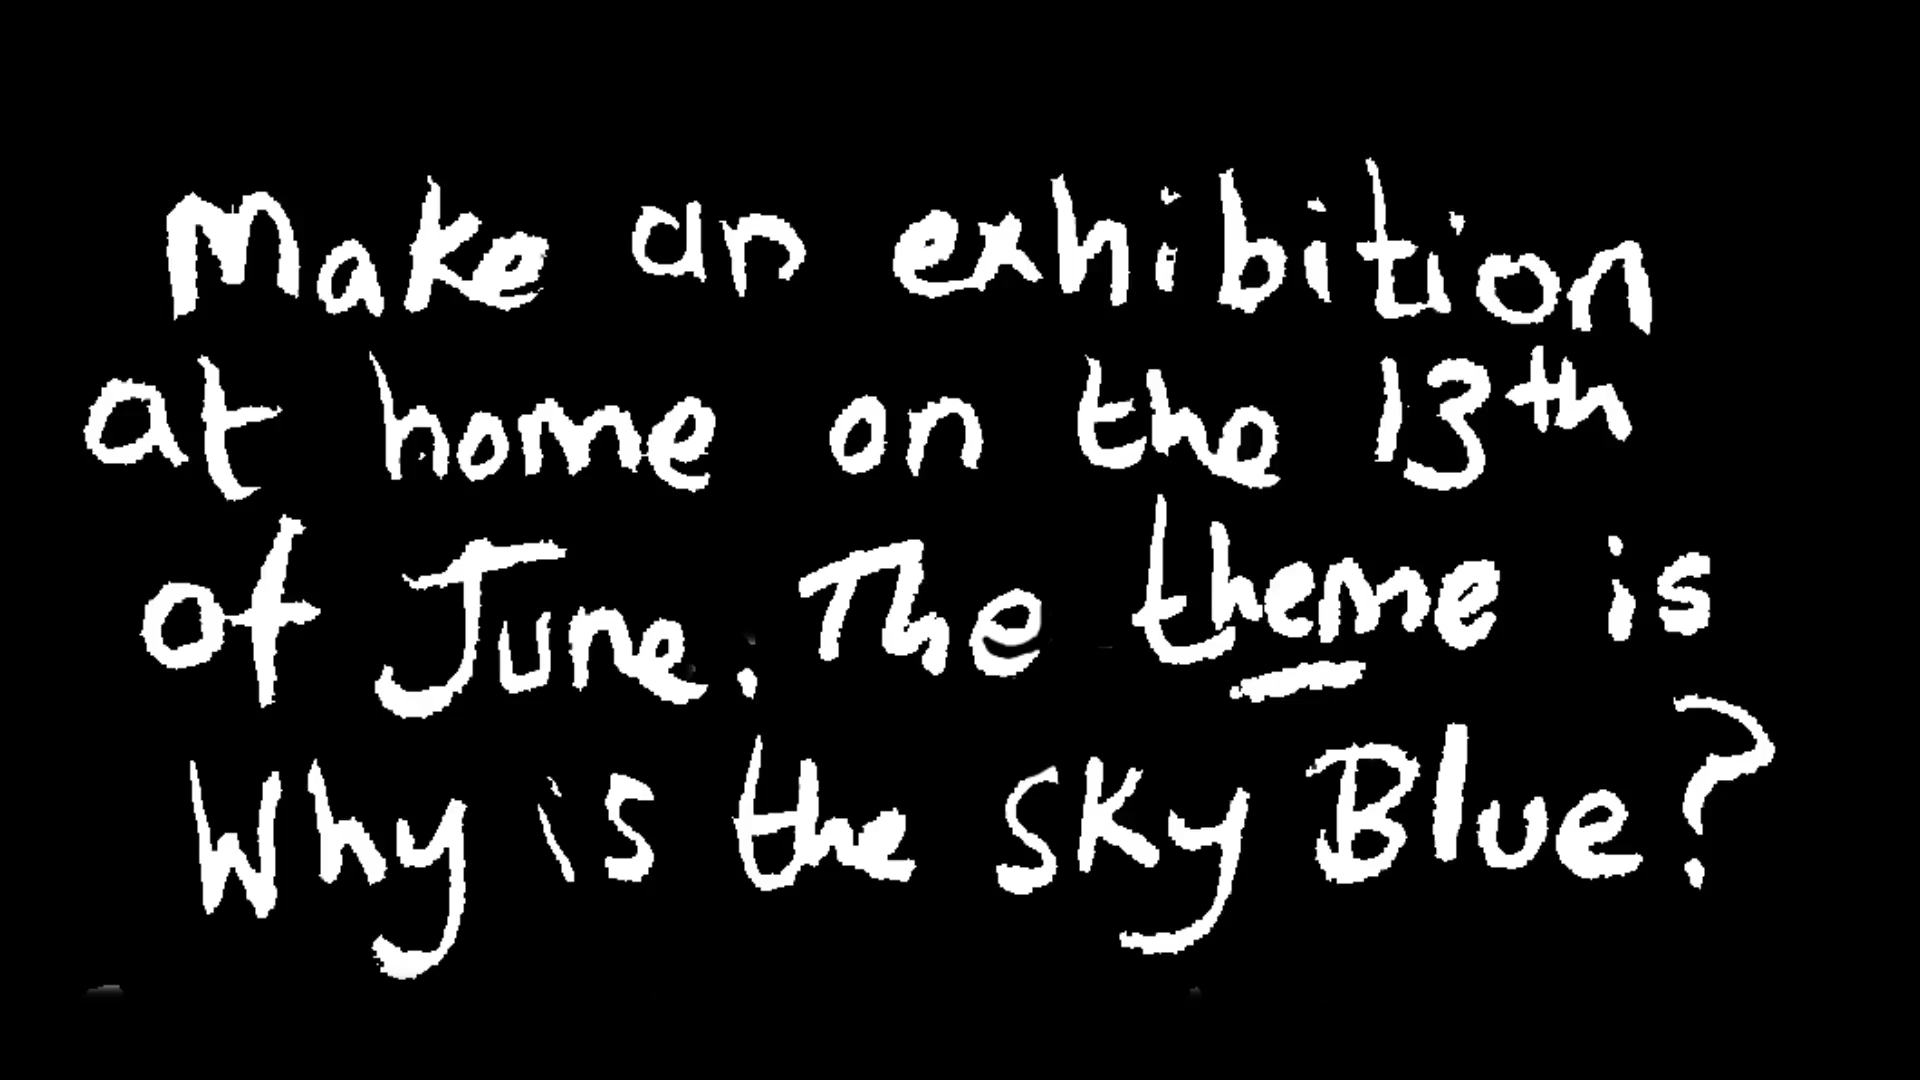 Make an exhibition
at home on the 13th
of June. The theme is
Why is the sky Blue?